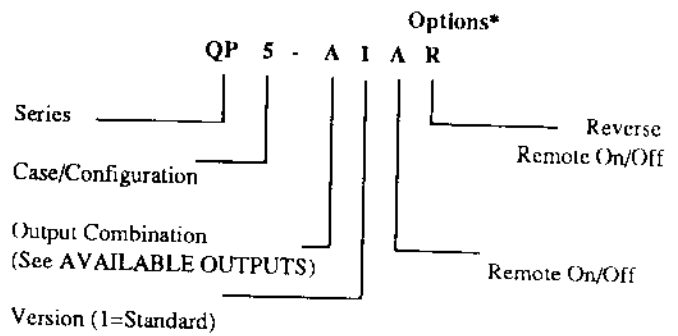 Options*
QP 5 - A 1 A R
Series
Reverse
Remote On/Off
Case/Configuration
Output Combination
(See AVAILABLE OUTPUTS)
Remote On/Off
Version (1=Standard)